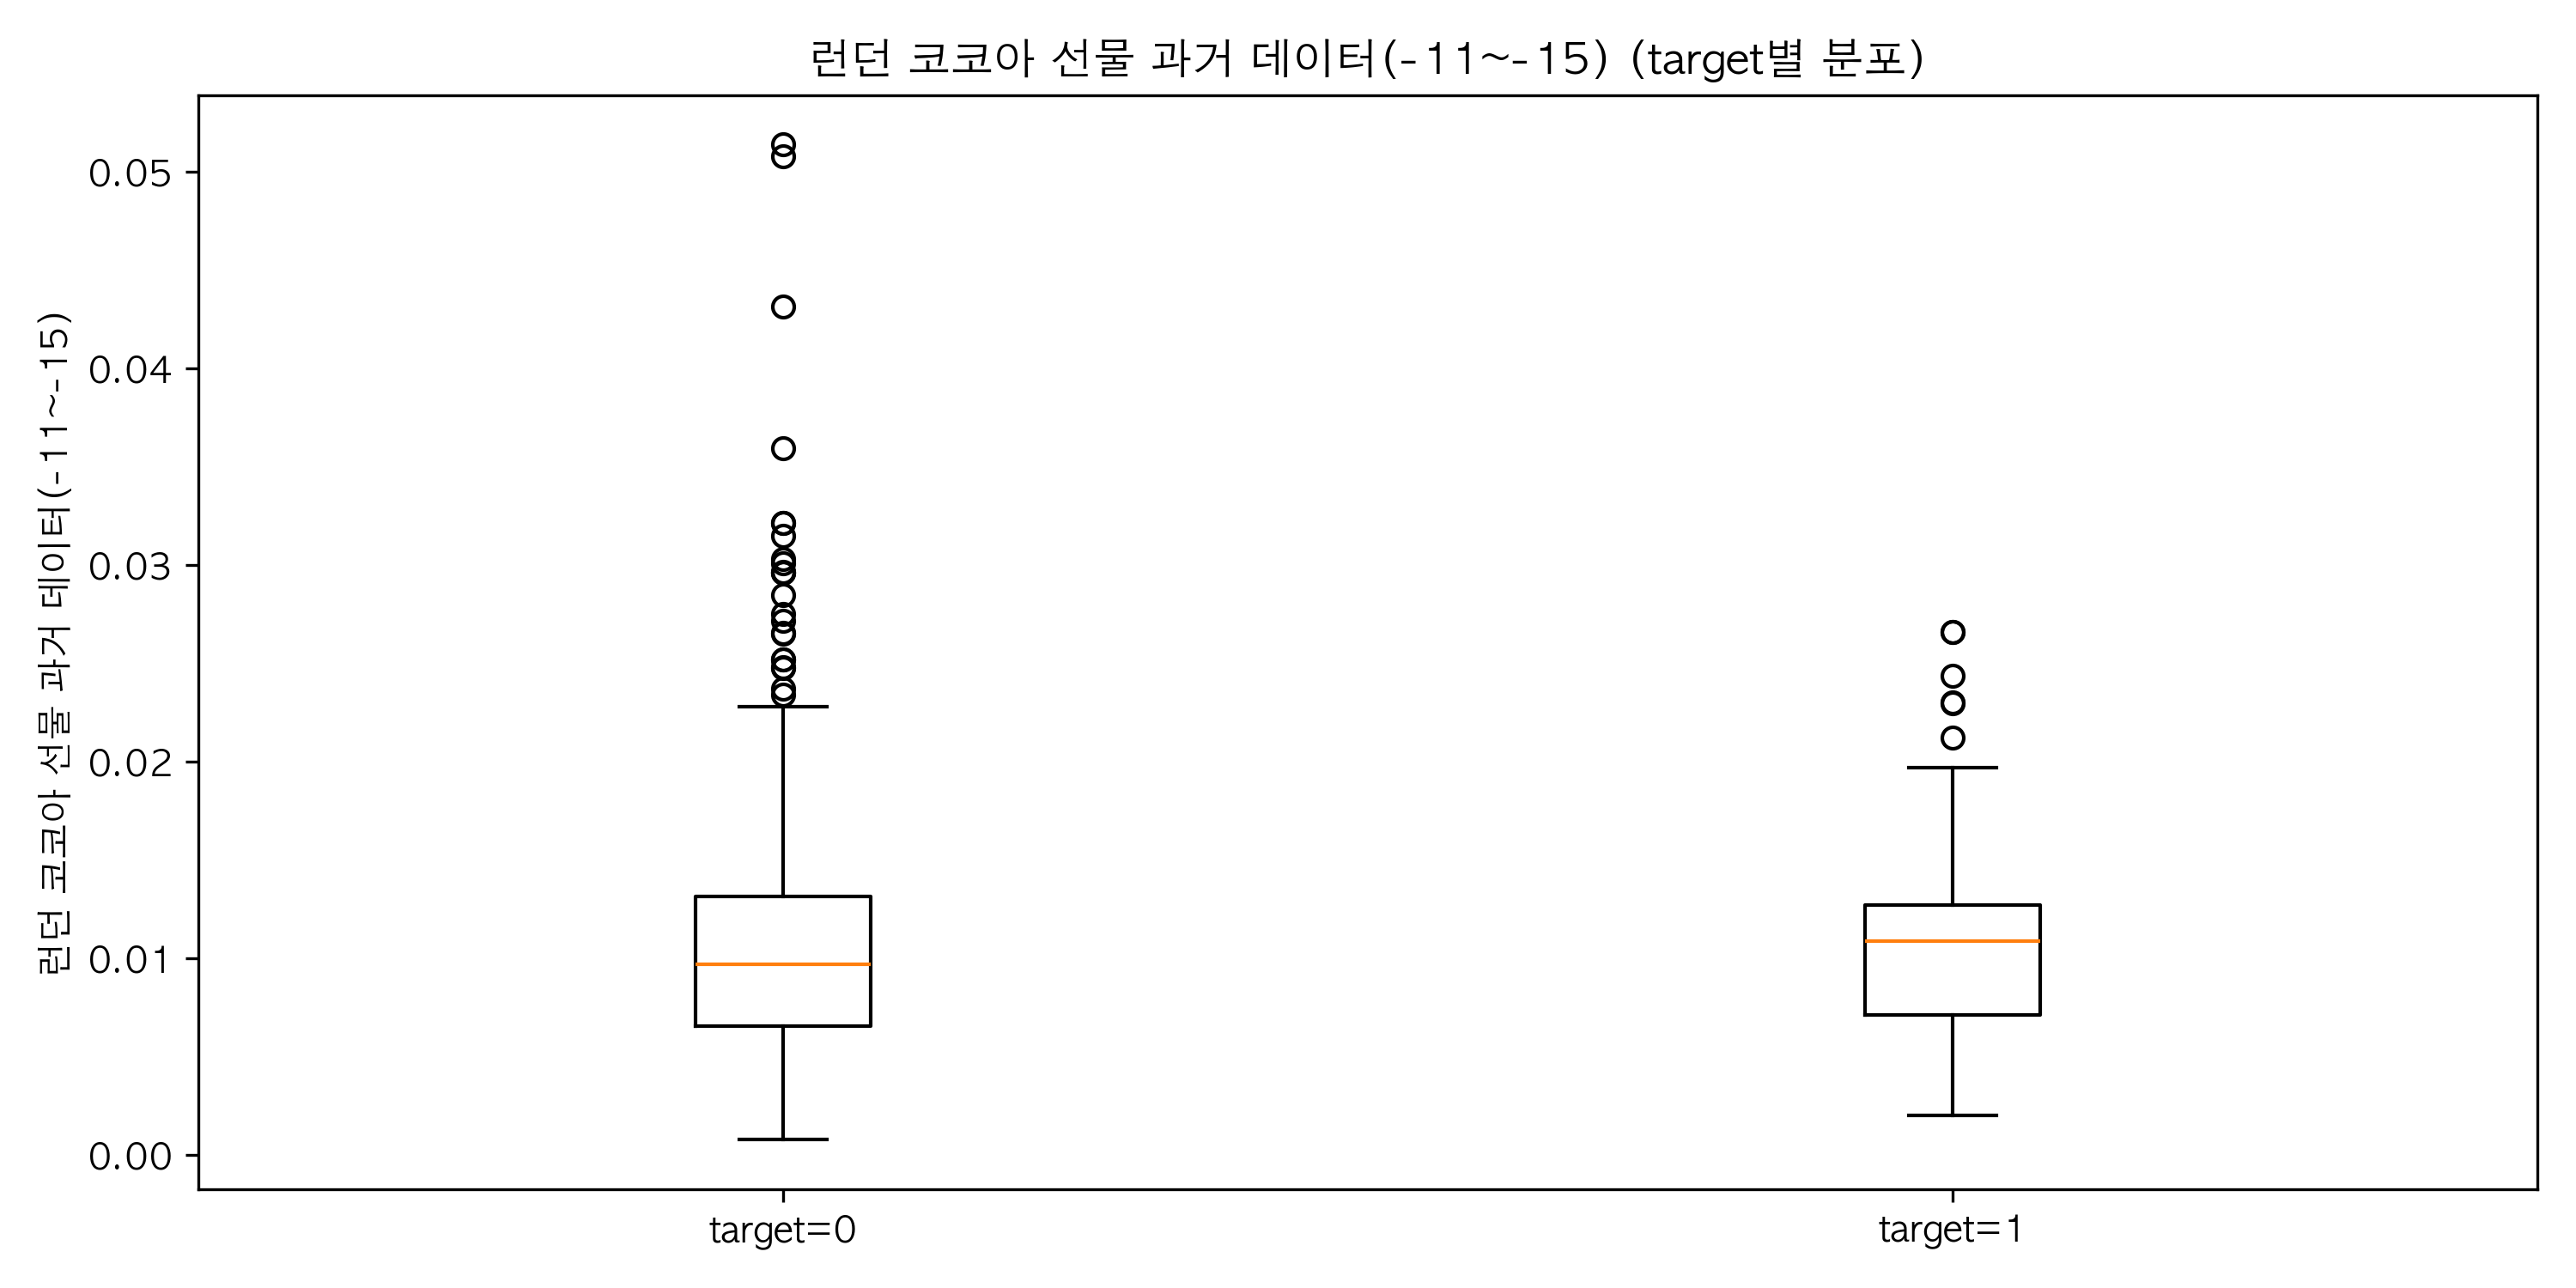 런던 코코아 선물 과거 데이터(-11~-15) (target별 분포)
런던 코코아 선물 과거 데이터(-11~-15)
0.05
0.04
0.03
0.02
0.01
0.00
target=0
target=1